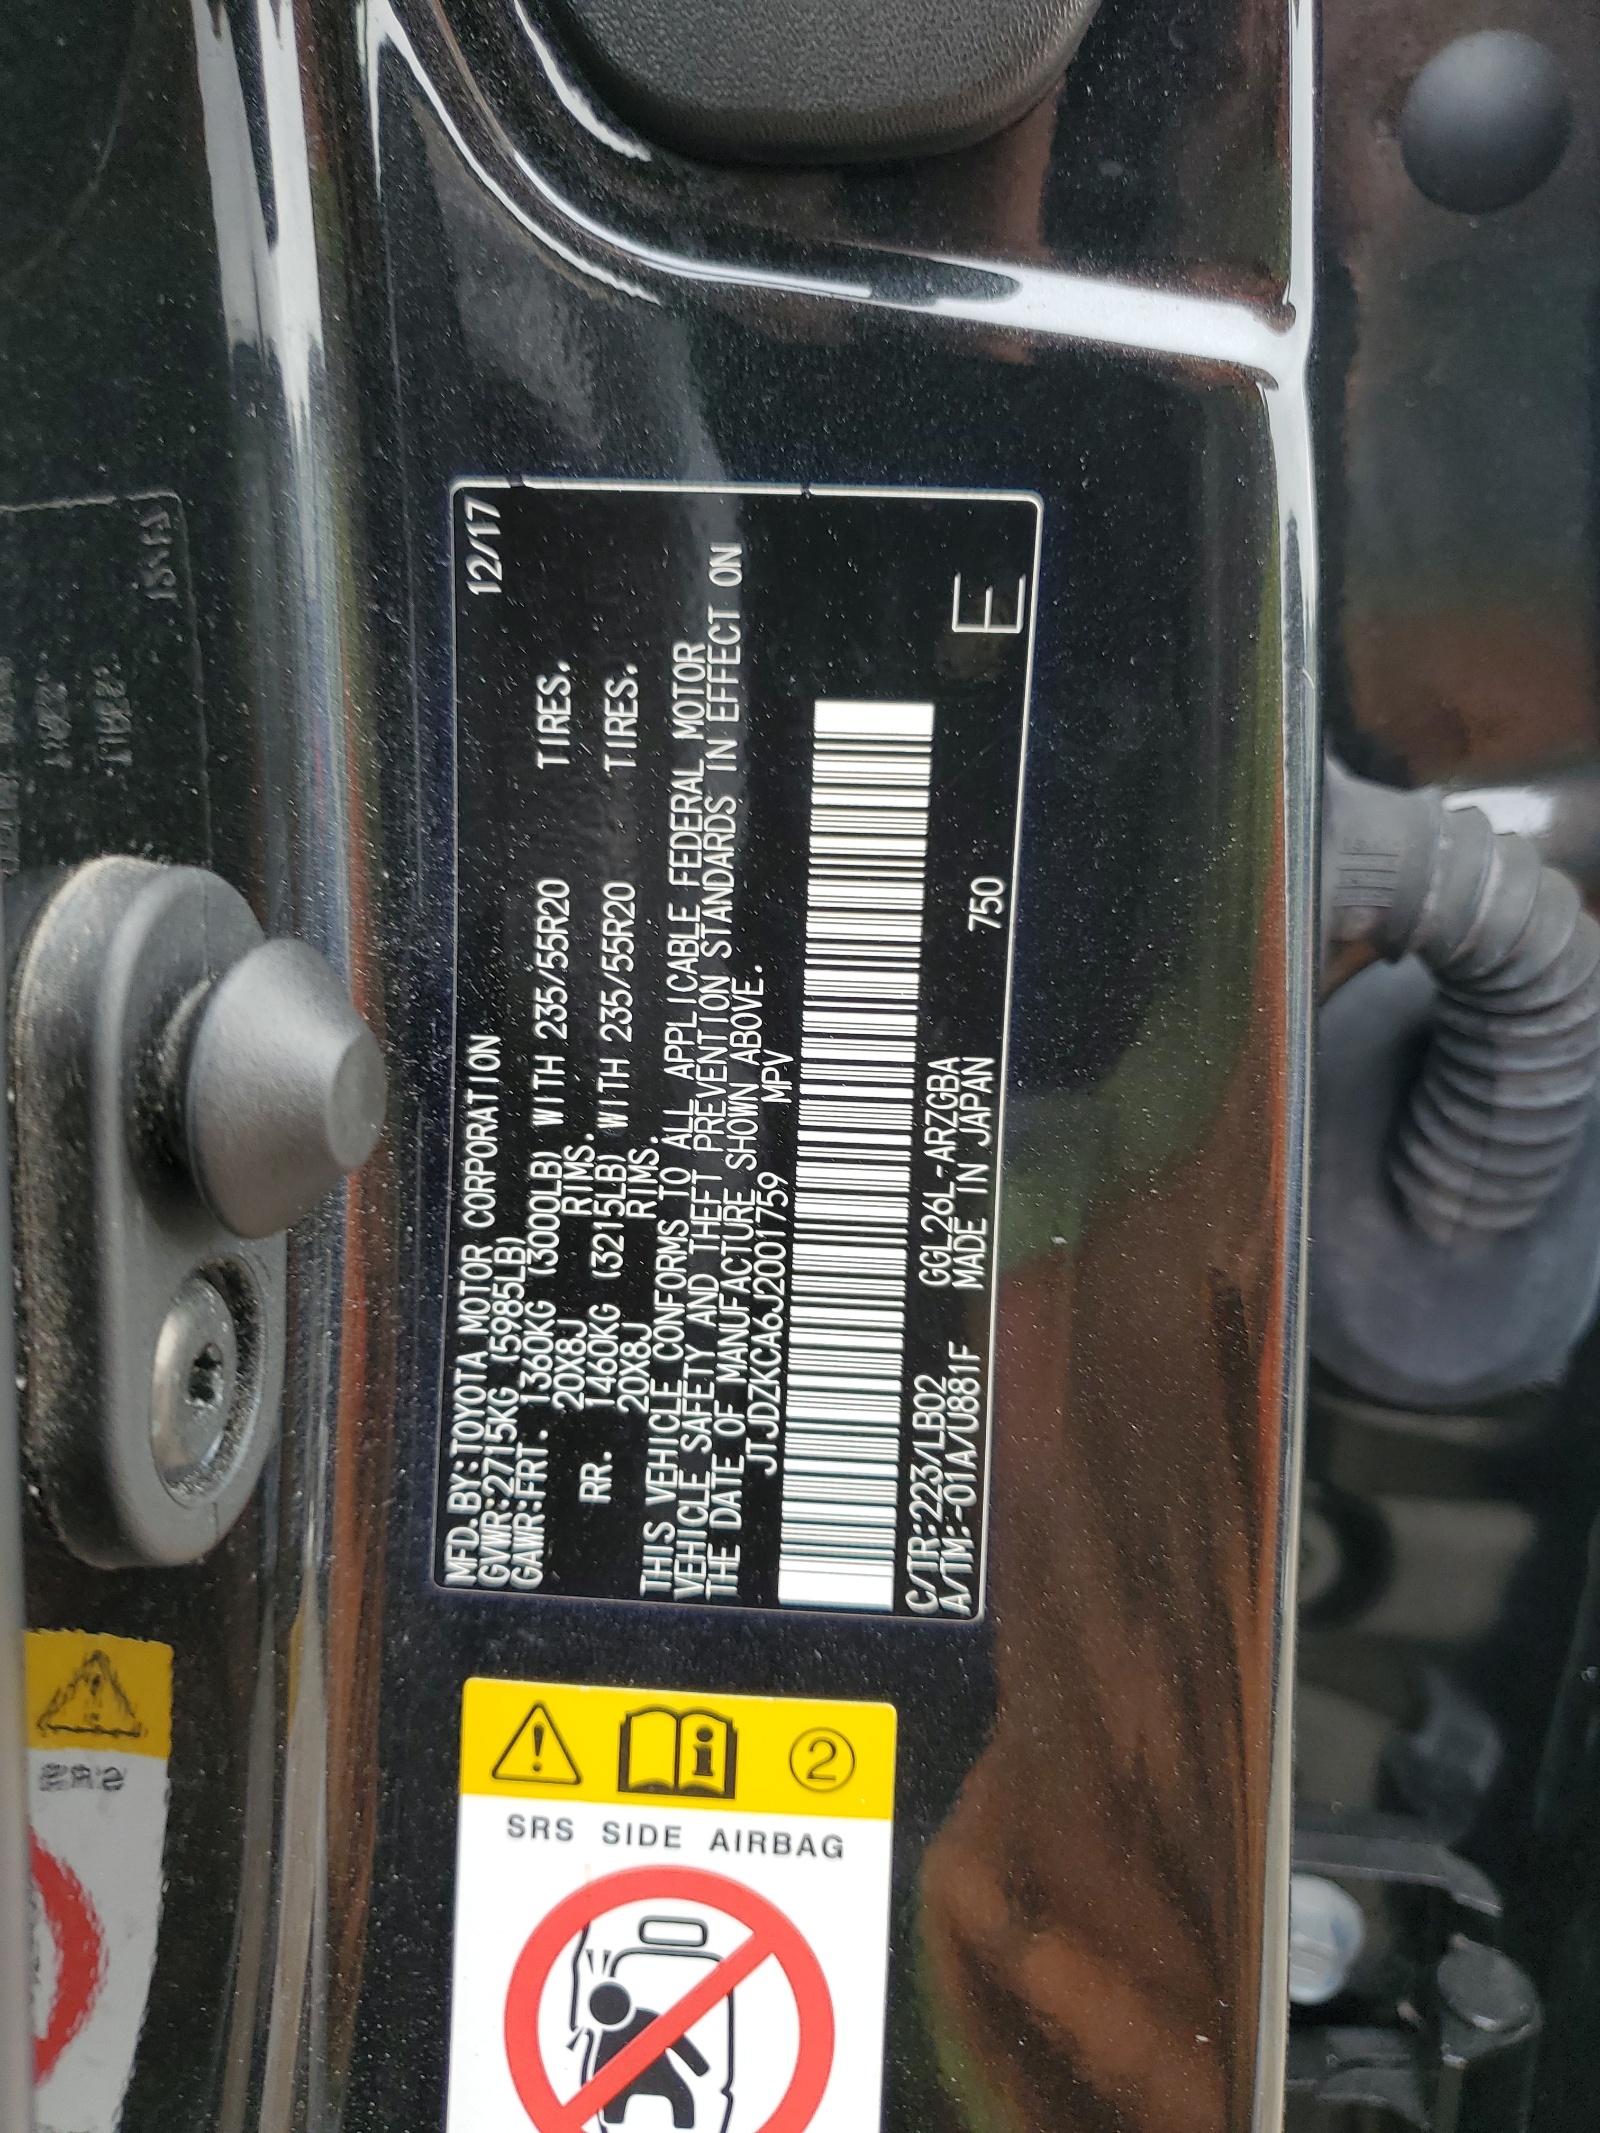 MFD.BY:TOYOTA MOTOR CORPORATION 12/17
GVWR:2715KG (5985LB)
GAWR:FRT. 1360KG (3000LB) WITH 235/55R20 TIRES.
20X8J RIMS.
RR. 1460KG (3215LB) WITH 235/55R20 TIRES.
20X8J RIMS.
THIS VEHICLE CONFORMS TO ALL APPLICABLE FEDERAL MOTOR
VEHICLE SAFETY AND THEFT PREVENTION STANDARDS IN EFFECT ON
THE DATE OF MANUFACTURE SHOWN ABOVE.
JTJDZKCA6J2001759 MPV
C/TR:223/LB02 GGL26L-ARZGBA
A/TM:-01A/U881F MADE IN JAPAN 750 E
2
SRS SIDE AIRBAG